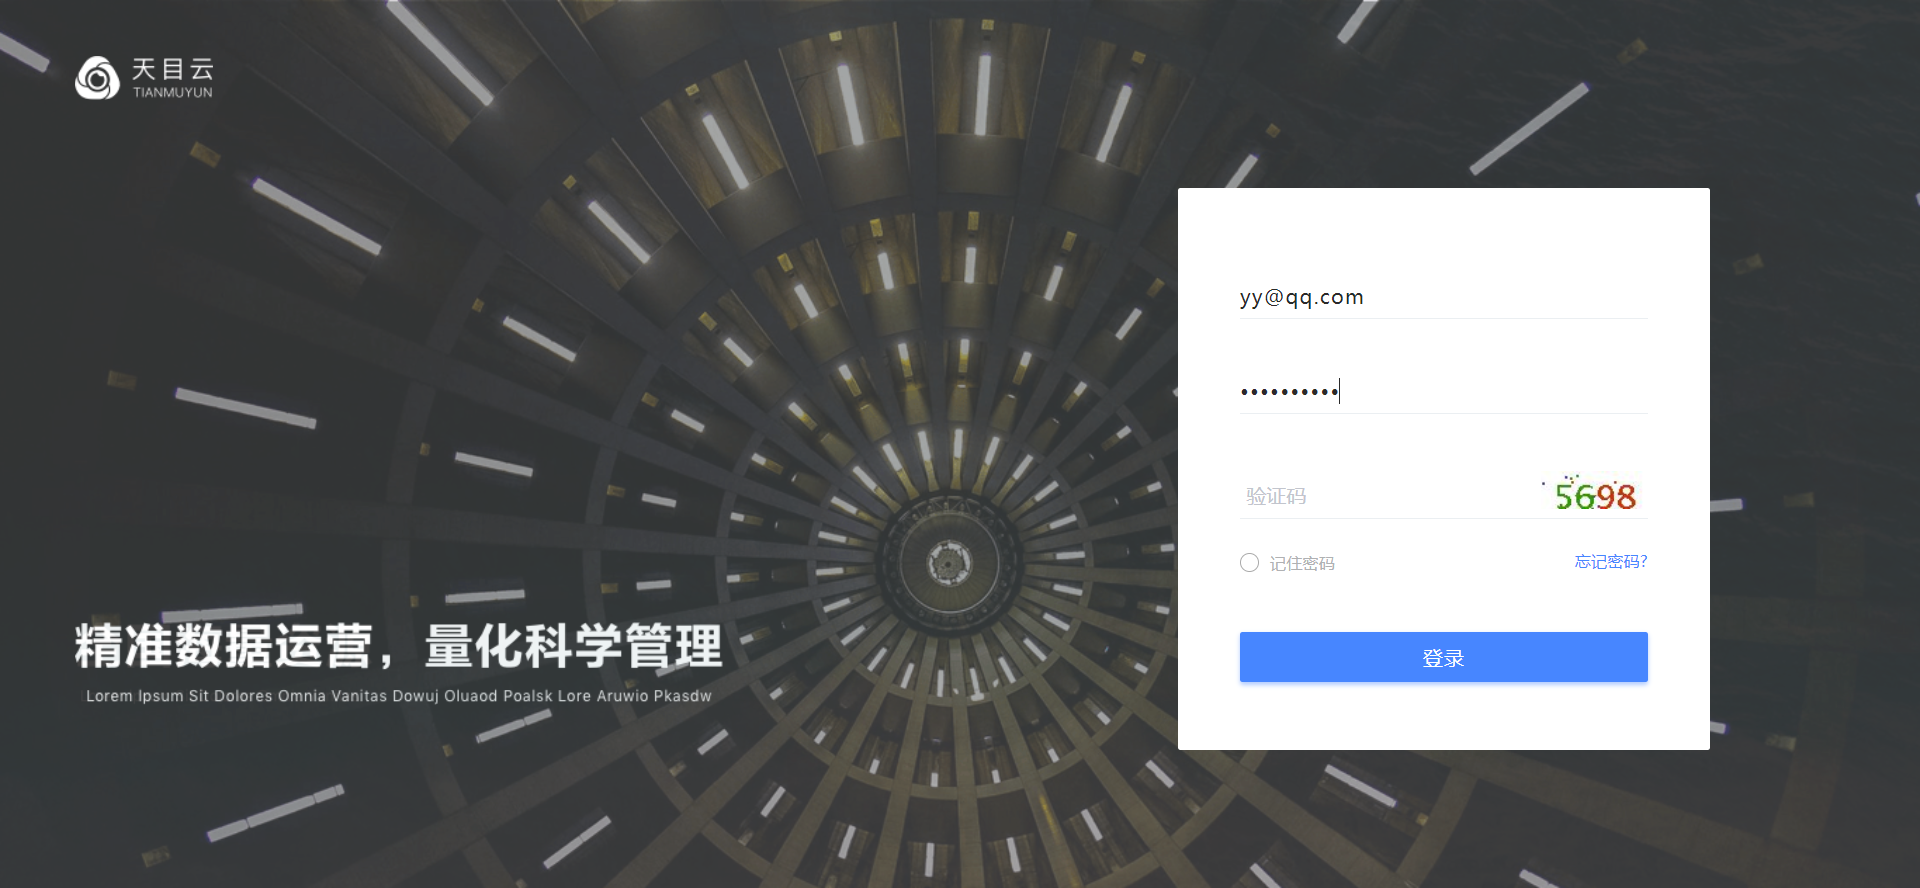 天目云
TIANMUYUN
yy@qq.com
••••••••••
验证码
5698
记住密码
忘记密码?
登录
精准数据运营，量化科学管理
Lorem Ipsum Sit Dolores Omnia Vanitas Dowuj Oluaod Poalsk Lore Aruwio Pkasdw